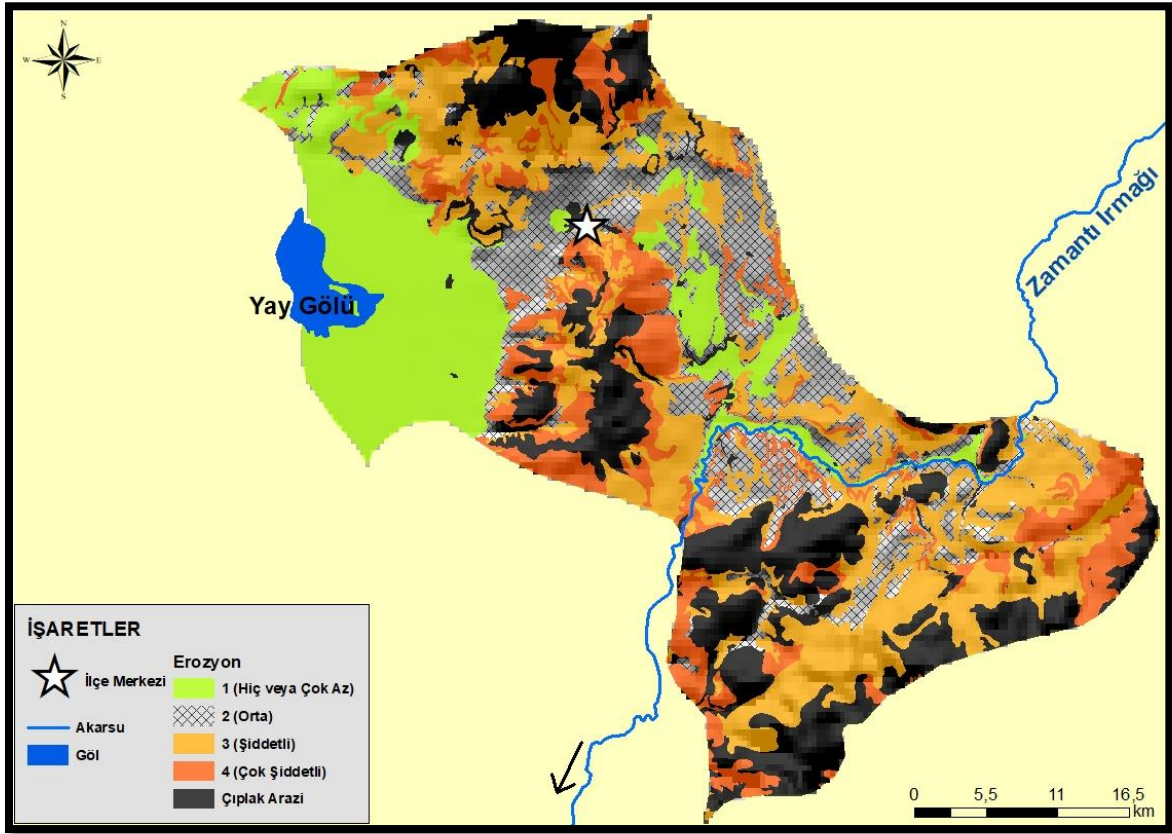 N
W E
S
Zamantı Irmağı
Yay Gölü
İŞARETLER
İlçe Merkezi
Akarsu
Göl
Erozyon
1 (Hiç veya Çok Az)
2 (Orta)
3 (Şiddetli)
4 (Çok Şiddetli)
Çıplak Arazi
0 5,5 11 16,5
km